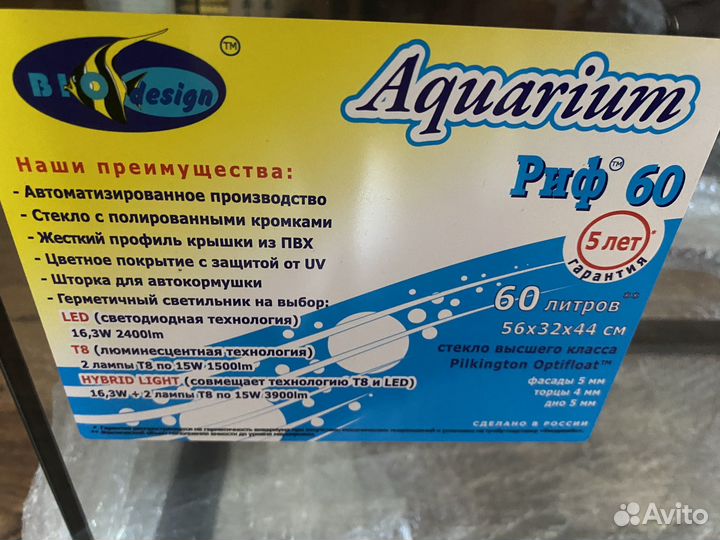 BIO design ™
Aquarium
Риф™ 60
Наши преимущества:
- Автоматизированное производство
- Стекло с полированными кромками
- Жесткий профиль крышки из ПВХ
- Цветное покрытие с защитой от UV
- Шторка для автокормушки
- Герметичный светильник на выбор:
LED (светодиодная технология)
16,3W 2400lm
T8 (люминесцентная технология)
2 лампы T8 по 15W 1500lm
HYBRID LIGHT (совмещает технологию T8 и LED)
16,3W + 2 лампы T8 по 15W 3900lm
5 лет*
гарантия
60 литров**
56x32x44 см
стекло высшего класса
Pilkington Optifloat™
фасады 5 мм
торцы 4 мм
дно 5 мм
СДЕЛАНО В РОССИИ
Avito